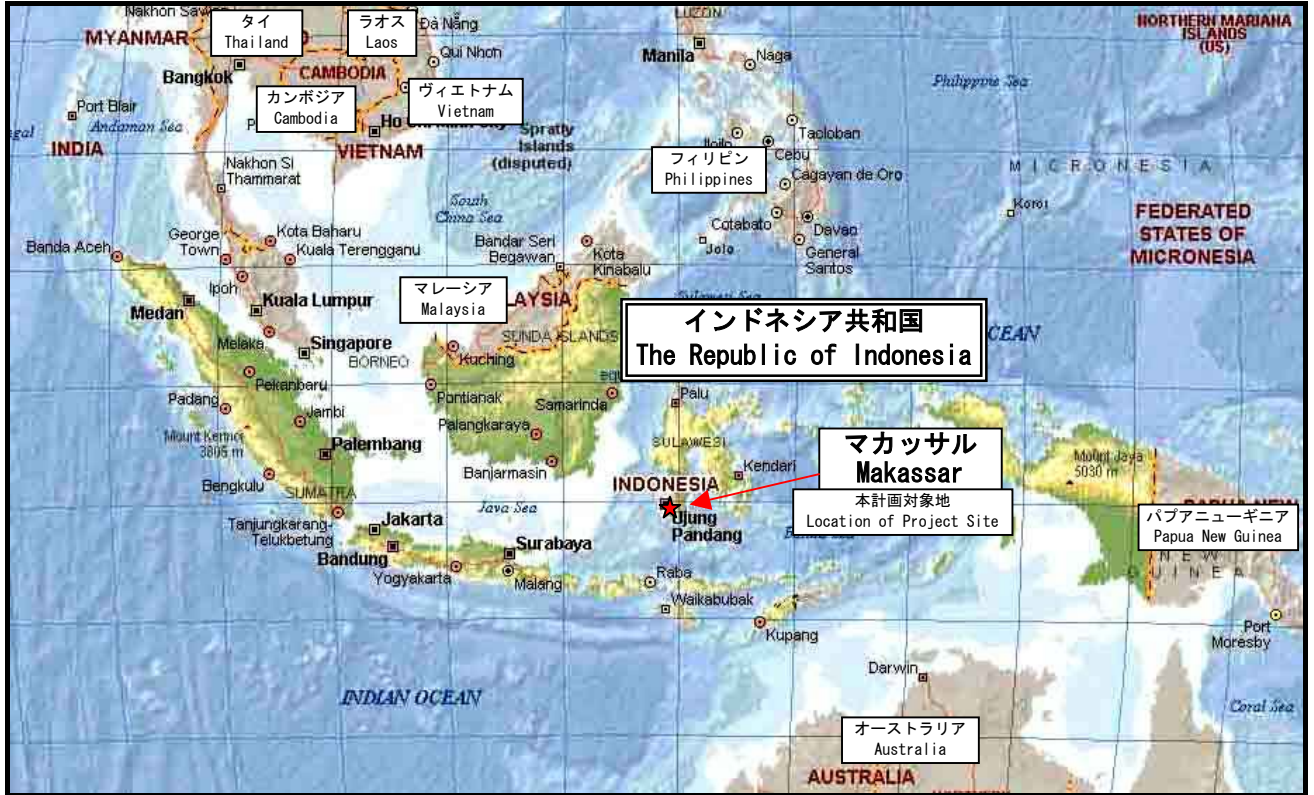 タイ
Thailand
ラオス
Laos
Đà Nẵng
LUZON
NORTHERN MARIANA
ISLANDS
(US)
MYANMAR
Qui Nhơn
Manila
Naga
Bangkok
CAMBODIA
Philippine Sea
カンボジア
Cambodia
ヴィエトナム
Vietnam
Port Blair
Andaman Sea
INDIA
VIETNAM
Spratly
Islands
(disputed)
Iloilo
Tacloban
Cebu
フィリピン
Philippines
Cagayan de Oro
MICRONESIA
Nakhon Si
Thammarat
South
China Sea
Koror
FEDERATED
STATES OF
MICRONESIA
Cotabato
Davao
General
Santos
Jolo
Banda Aceh
George
Town
Kota Baharu
Kuala Terengganu
Bandar Seri
Begawan
Kota
Kinabalu
Ipoh
マレーシア
Malaysia
Medan
Kuala Lumpur
インドネシア共和国
The Republic of Indonesia
OCEAN
Melaka
Singapore
BORNEO
SUNDA ISLANDS
Kuching
Pekanbaru
Pontianak
Samarinda
Palu
Padang
Jambi
Palangkaraya
SULAWESI
マカッサル
Makassar
本計画対象地
Location of Project Site
3805 m
Palembang
Banjarmasin
Kendari
Mount Jaya
5030 m
Bengkulu
SUMATRA
INDONESIA
Java Sea
Ujung
Pandang
パプアニューギニア
Papua New Guinea
NEW
GUINEA
Tanjungkarang-
Telukbetung
Jakarta
Bandung
Surabaya
Yogyakarta
Malang
Raba
Waikabubak
Kupang
Port
Moresby
Darwin
INDIAN OCEAN
Coral Sea
オーストラリア
Australia
AUSTRALIA